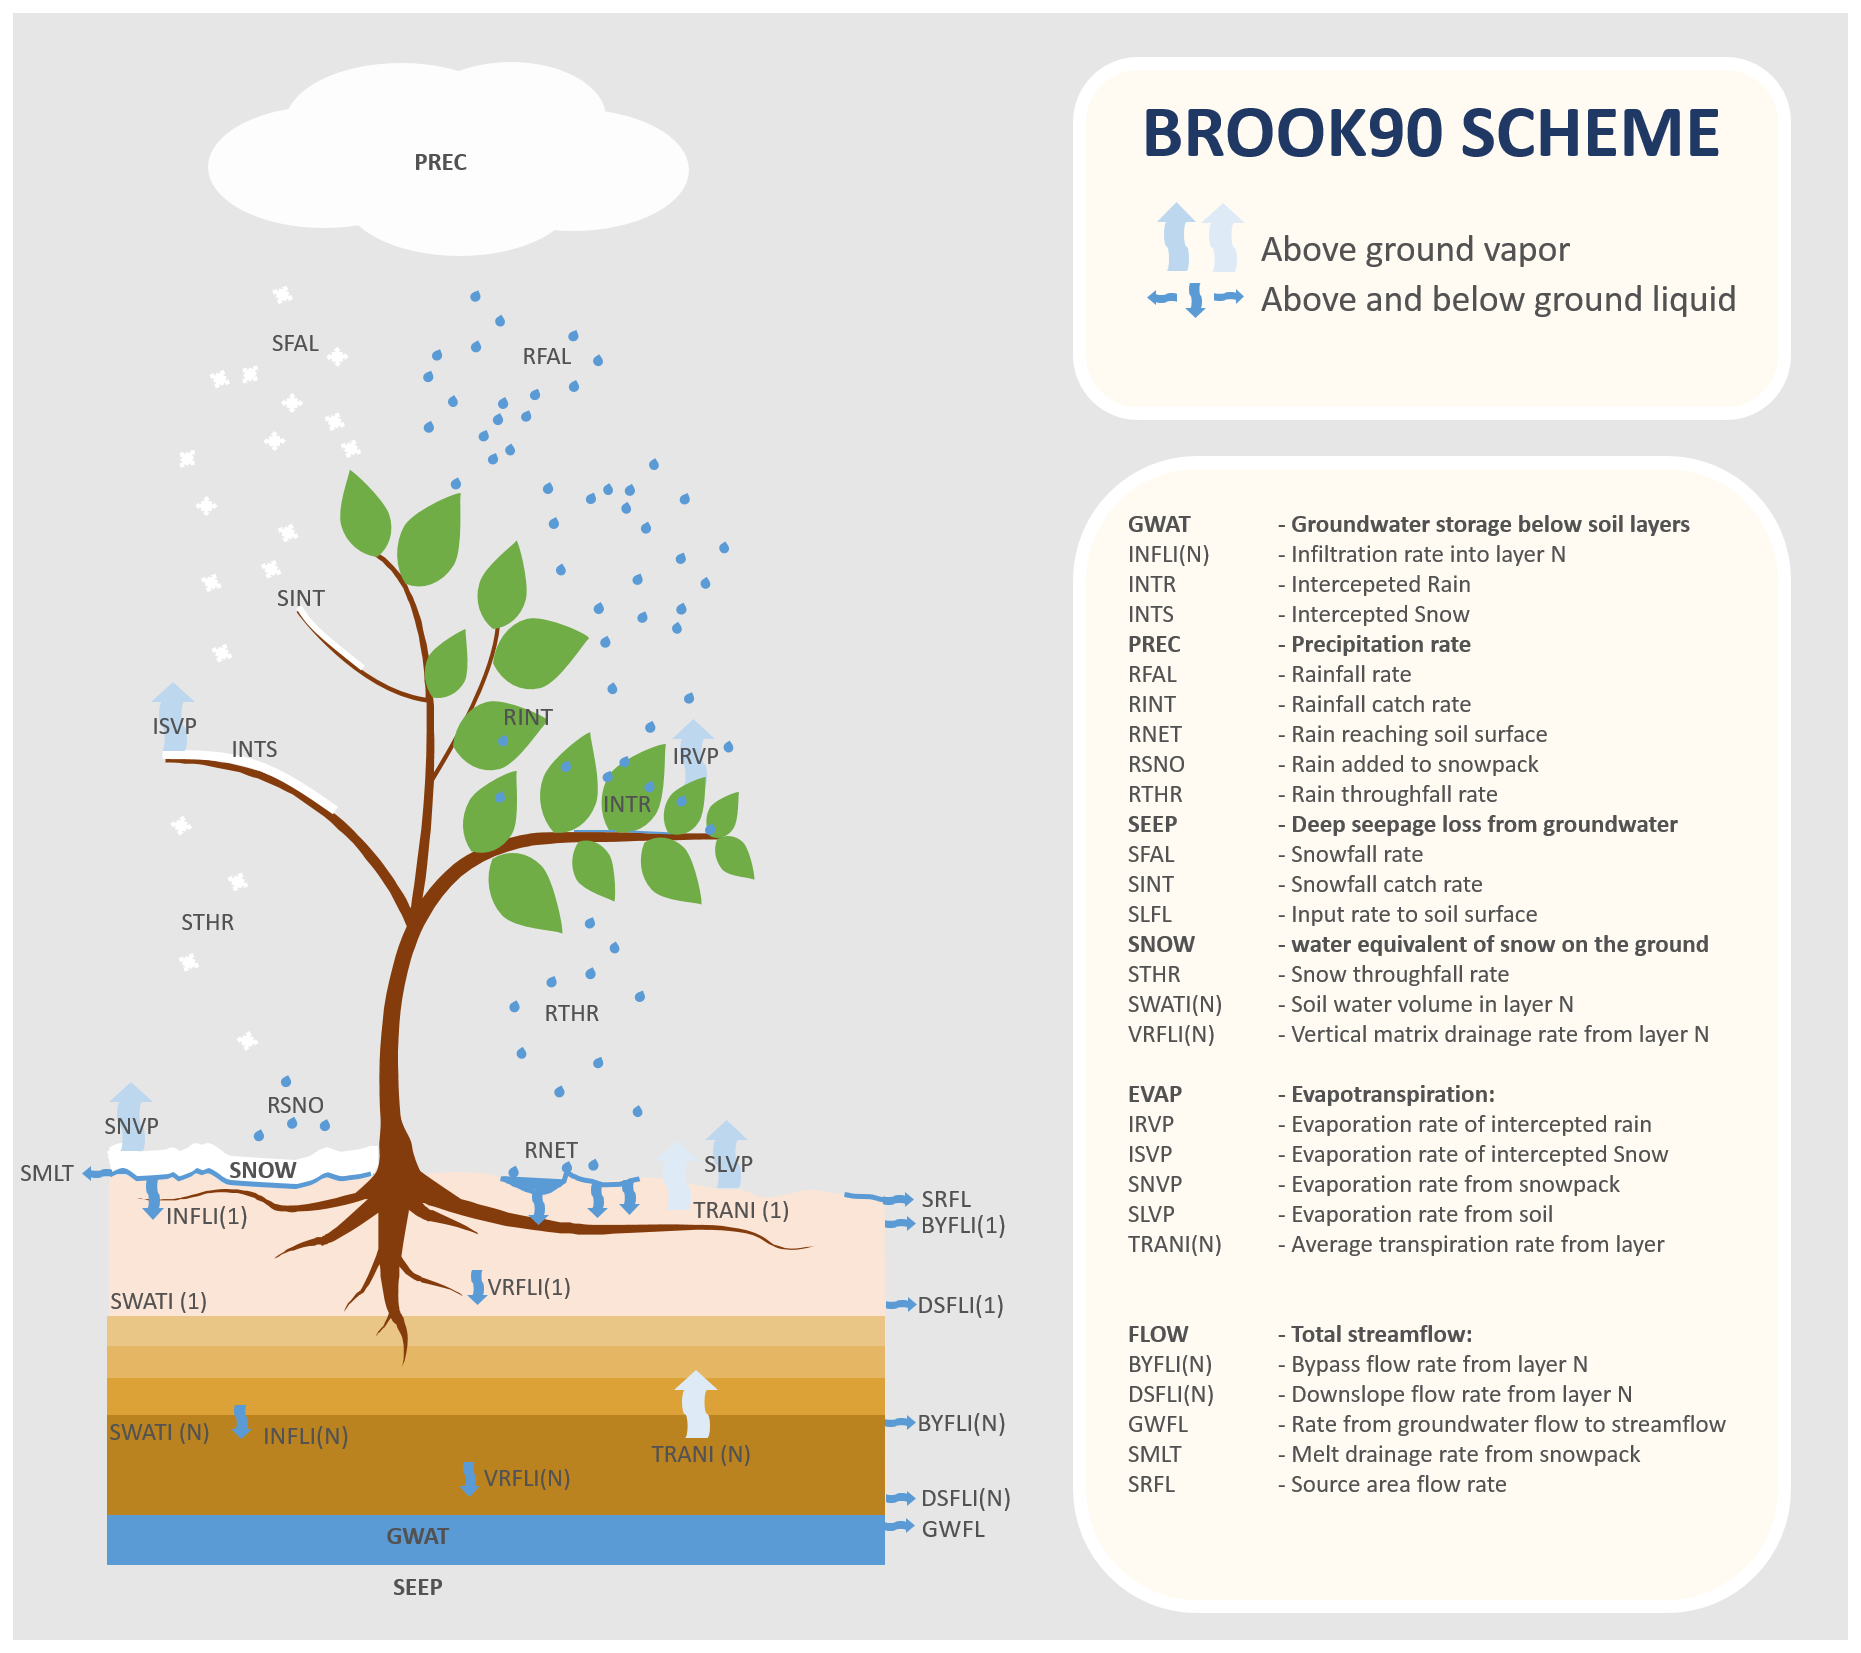 PREC
SFAL
RFAL
SINT
ISVP
INTS
RINT
IRVP
INTR
STHR
RTHR
RSNO
SNVP
RNET
SMLT
SNOW
SLVP
SRFL
TRANI (1)
INFLI(1)
BYFLI(1)
VRFLI(1)
SWATI (1)
DSFLI(1)
SWATI (N)
INFLI(N)
BYFLI(N)
TRANI (N)
VRFLI(N)
DSFLI(N)
GWAT
GWFL
SEEP
BROOK90 SCHEME
Above ground vapor
Above and below ground liquid
GWAT - Groundwater storage below soil layers
INFLI(N) - Infiltration rate into layer N
INTR - Intercepeted Rain
INTS - Intercepted Snow
PREC - Precipitation rate
RFAL - Rainfall rate
RINT - Rainfall catch rate
RNET - Rain reaching soil surface
RSNO - Rain added to snowpack
RTHR - Rain throughfall rate
SEEP - Deep seepage loss from groundwater
SFAL - Snowfall rate
SINT - Snowfall catch rate
SLFL - Input rate to soil surface
SNOW - water equivalent of snow on the ground
STHR - Snow throughfall rate
SWATI(N) - Soil water volume in layer N
VRFLI(N) - Vertical matrix drainage rate from layer N
EVAP - Evapotranspiration:
IRVP - Evaporation rate of intercepted rain
ISVP - Evaporation rate of intercepted Snow
SNVP - Evaporation rate from snowpack
SLVP - Evaporation rate from soil
TRANI(N) - Average transpiration rate from layer
FLOW - Total streamflow:
BYFLI(N) - Bypass flow rate from layer N
DSFLI(N) - Downslope flow rate from layer N
GWFL - Rate from groundwater flow to streamflow
SMLT - Melt drainage rate from snowpack
SRFL - Source area flow rate